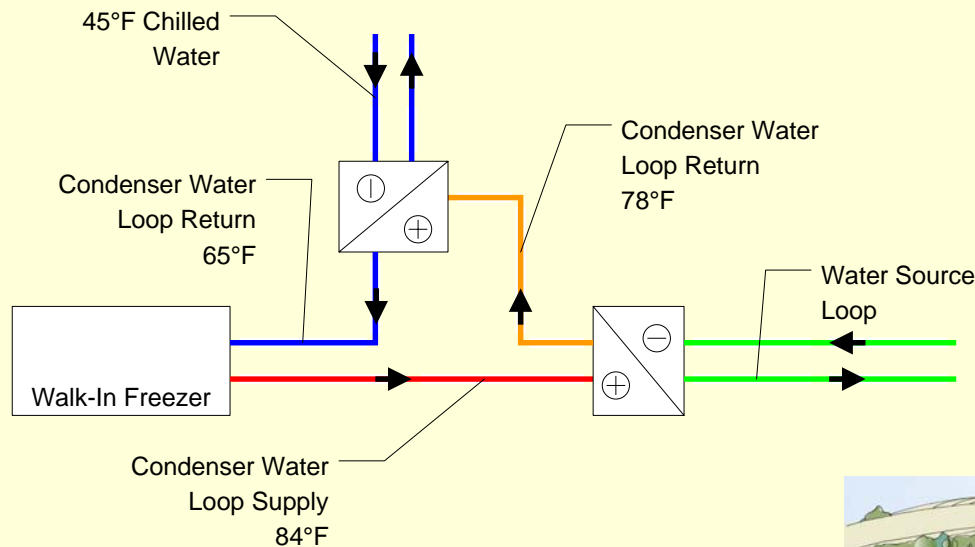 45°F Chilled
Water
Condenser Water
Loop Return
78°F
Condenser Water
Loop Return
65°F
Water Source
Loop
Walk-In Freezer
Condenser Water
Loop Supply
84°F